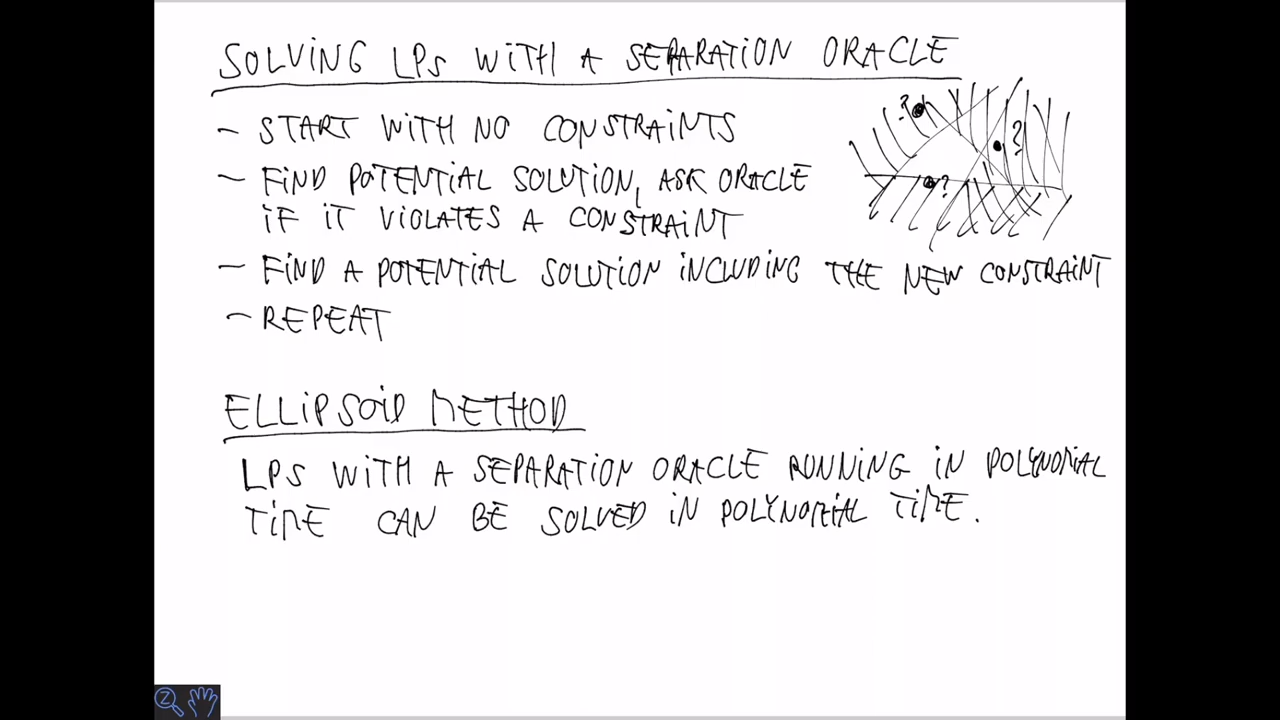 SOLVING LPs WITH A SEPARATION ORACLE
- START WITH NO CONSTRAINTS
- FIND POTENTIAL SOLUTION, ASK ORACLE
IF IT VIOLATES A CONSTRAINT
- FIND A POTENTIAL SOLUTION INCLUDING THE NEW CONSTRAINT
- REPEAT
? 
?
?
ELLIPSOID METHOD
LPs WITH A SEPARATION ORACLE RUNNING IN POLYNOMIAL
TIME CAN BE SOLVED IN POLYNOMIAL TIME.
Z